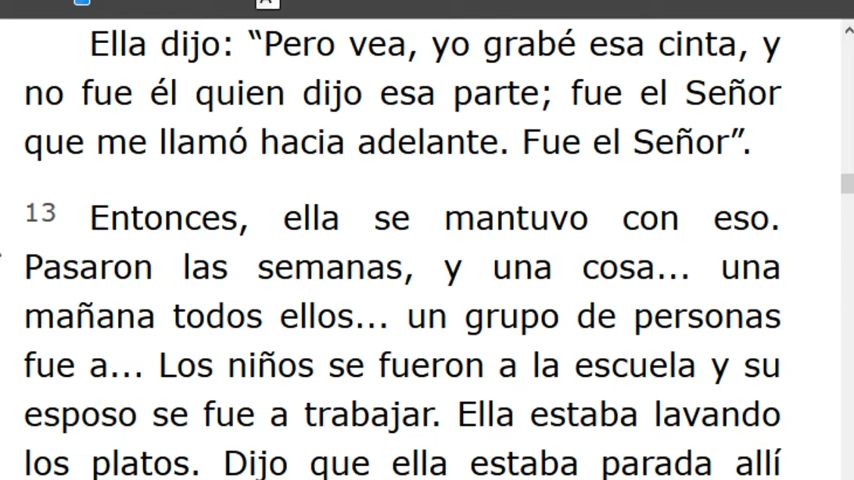 Ella dijo: “Pero vea, yo grabé esa cinta, y
no fue él quien dijo esa parte; fue el Señor
que me llamó hacia adelante. Fue el Señor”.
13 Entonces, ella se mantuvo con eso.
Pasaron las semanas, y una cosa… una
mañana todos ellos… un grupo de personas
fue a… Los niños se fueron a la escuela y su
esposo se fue a trabajar. Ella estaba lavando
los platos. Dijo que ella estaba parada allí